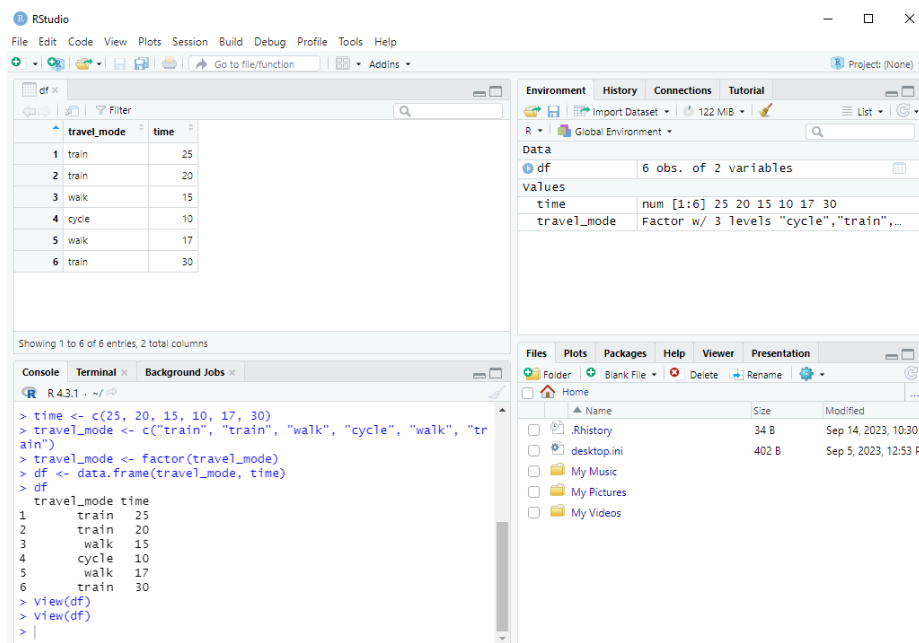 RStudio
File Edit Code View Plots Session Build Debug Profile Tools Help
Go to file/function Addins Project: (None)
df
Filter
travel_mode time
1 train 25
2 train 20
3 walk 15
4 cycle 10
5 walk 17
6 train 30
Showing 1 to 6 of 6 entries, 2 total columns
Console Terminal Background Jobs
R 4.3.1 . ~/
> time <- c(25, 20, 15, 10, 17, 30)
> travel_mode <- c("train", "train", "walk", "cycle", "walk", "tr
ain")
> travel_mode <- factor(travel_mode)
> df <- data.frame(travel_mode, time)
> df
travel_mode time
1 train 25
2 train 20
3 walk 15
4 cycle 10
5 walk 17
6 train 30
> View(df)
> View(df)
>
Environment History Connections Tutorial
Import Dataset 122 MiB List
R Global Environment
Data
df 6 obs. of 2 variables
Values
time num [1:6] 25 20 15 10 17 30
travel_mode Factor w/ 3 levels "cycle","train",…
Files Plots Packages Help Viewer Presentation
Folder Blank File Delete Rename
Home ...
Name Size Modified
.Rhistory 34 B Sep 14, 2023, 10:30
desktop.ini 402 B Sep 5, 2023, 12:53 P
My Music
My Pictures
My Videos